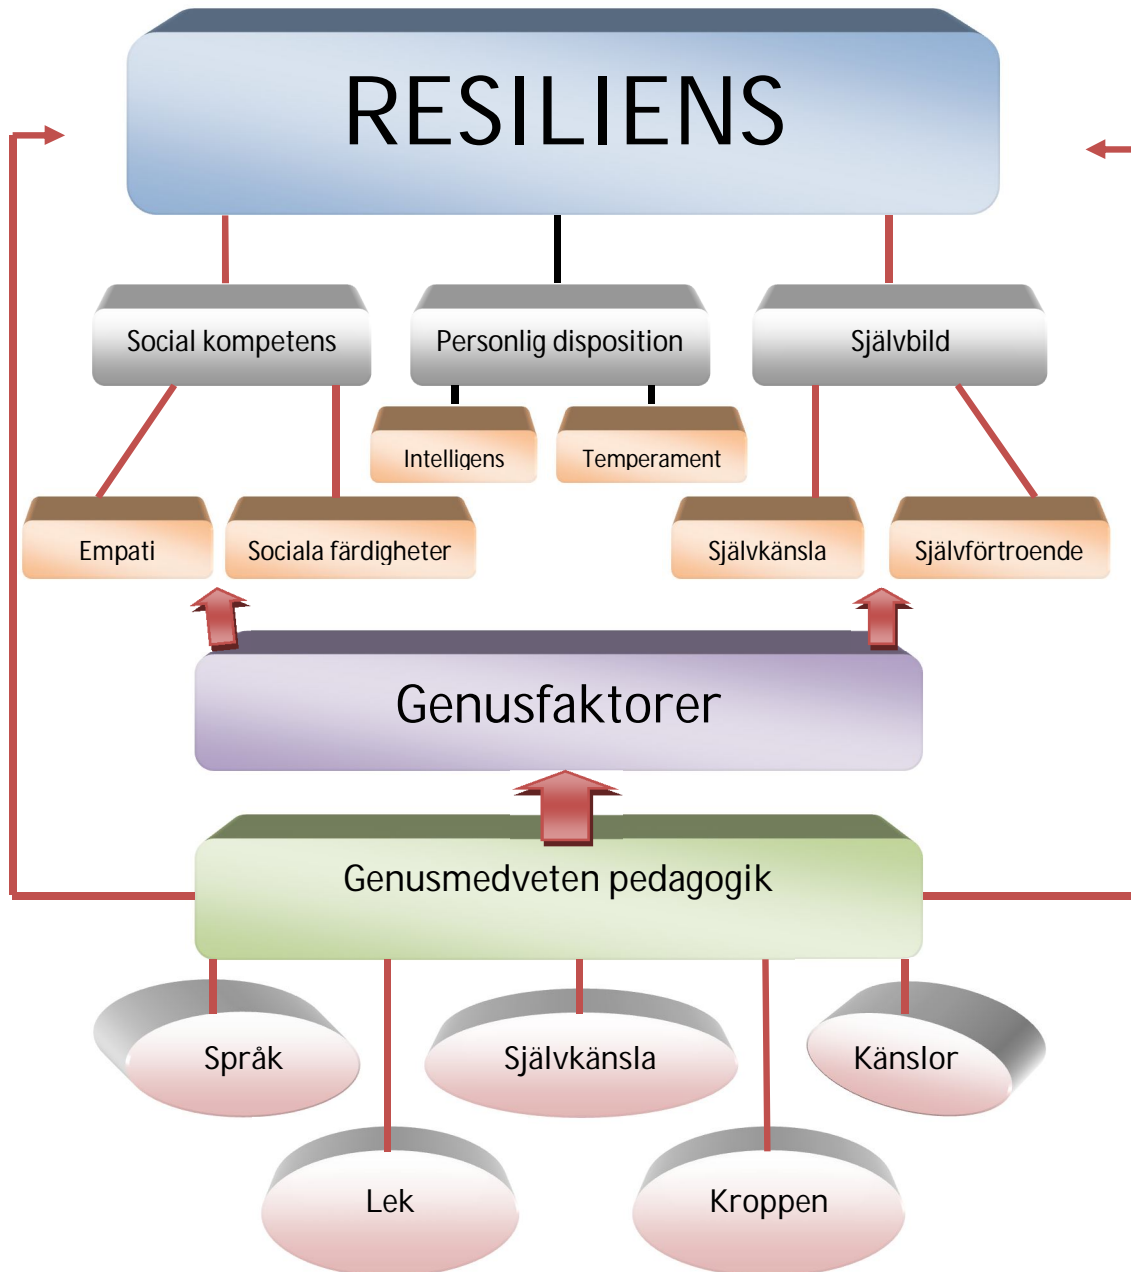 RESILIENS
Social kompetens
Personlig disposition
Självbild
Intelligens
Temperament
Empati
Sociala färdigheter
Självkänsla
Självförtroende
Genusfaktorer
Genusmedveten pedagogik
Språk
Självkänsla
Känslor
Lek
Kroppen